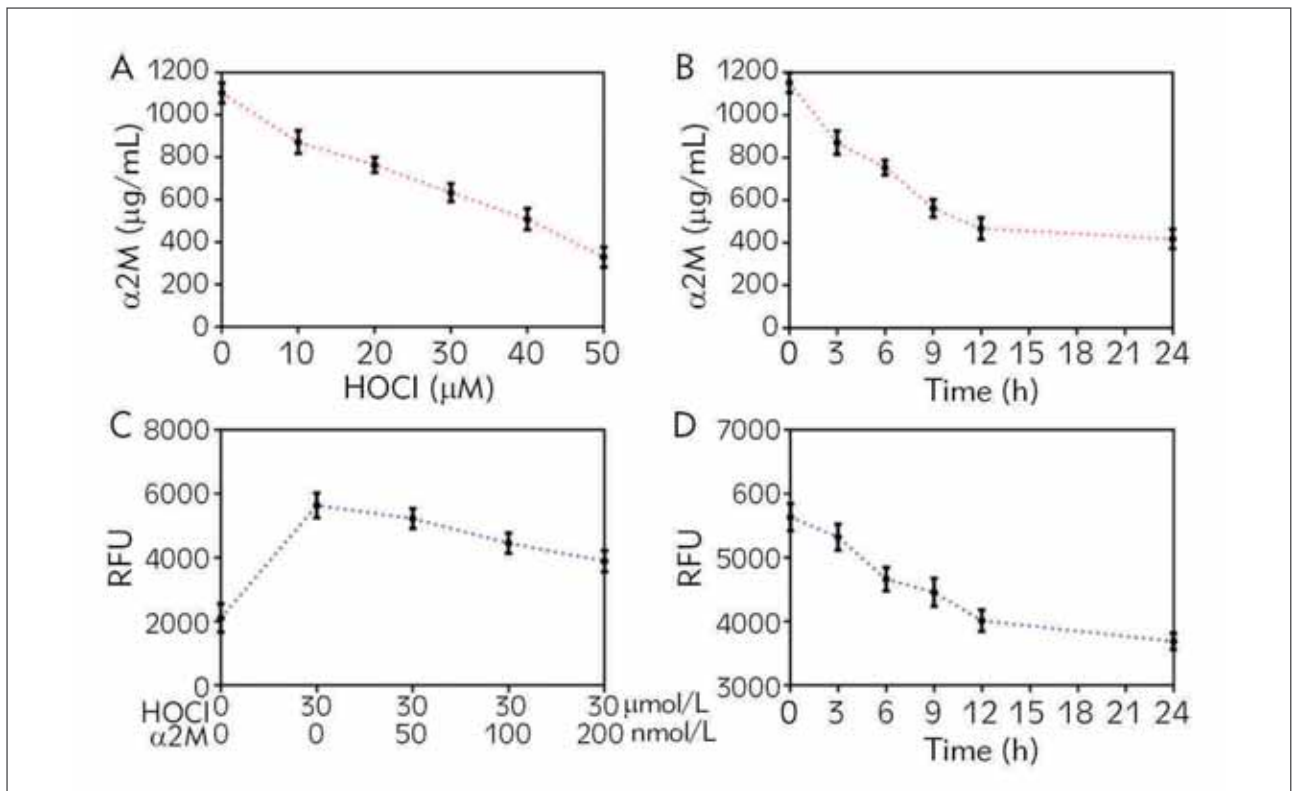 A
1200
1000
800
600
400
200
0
α2M (μg/mL)
0 10 20 30 40 50
HOCl (μM)
B
1200
1000
800
600
400
200
0
α2M (μg/mL)
0 3 6 9 12 15 18 21 24
Time (h)
C
8000
6000
4000
2000
0
RFU
HOCl 0 30 30 30 30 μmol/L
α2M 0 0 50 100 200 nmol/L
D
7000
600
5000
4000
3000
RFU
0 3 6 9 12 15 18 21 24
Time (h)